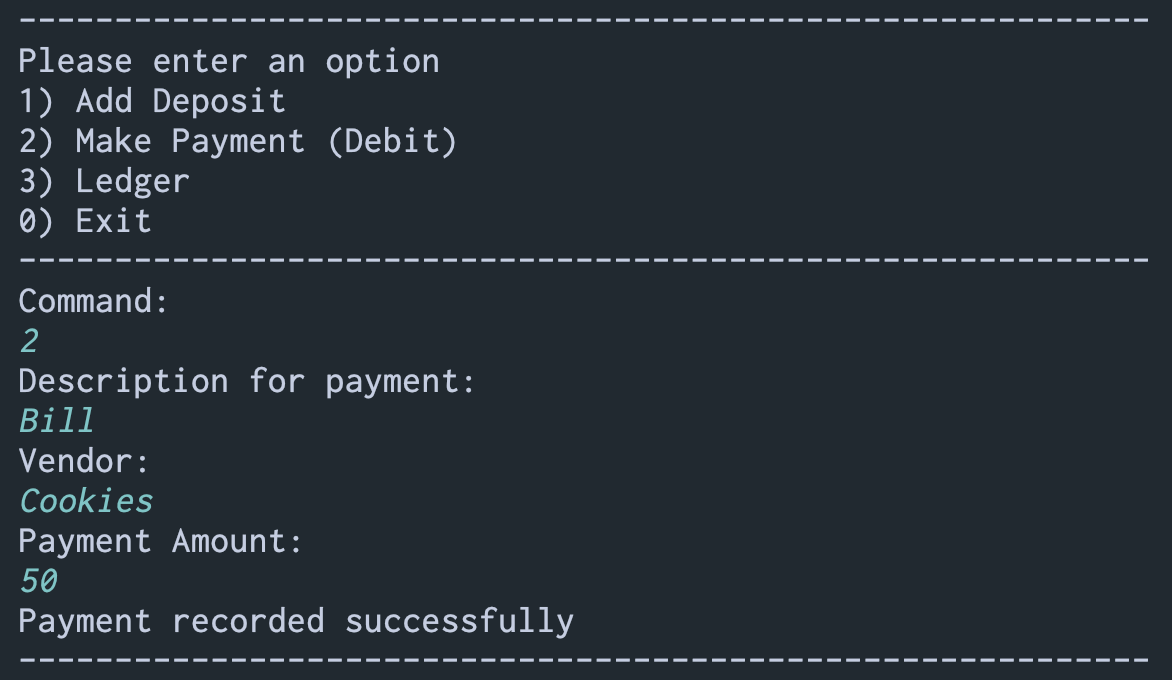 -----------------------------------------------------------
Please enter an option
1) Add Deposit
2) Make Payment (Debit)
3) Ledger
0) Exit
-----------------------------------------------------------
Command:
2
Description for payment:
Bill
Vendor:
Cookies
Payment Amount:
50
Payment recorded successfully
-----------------------------------------------------------